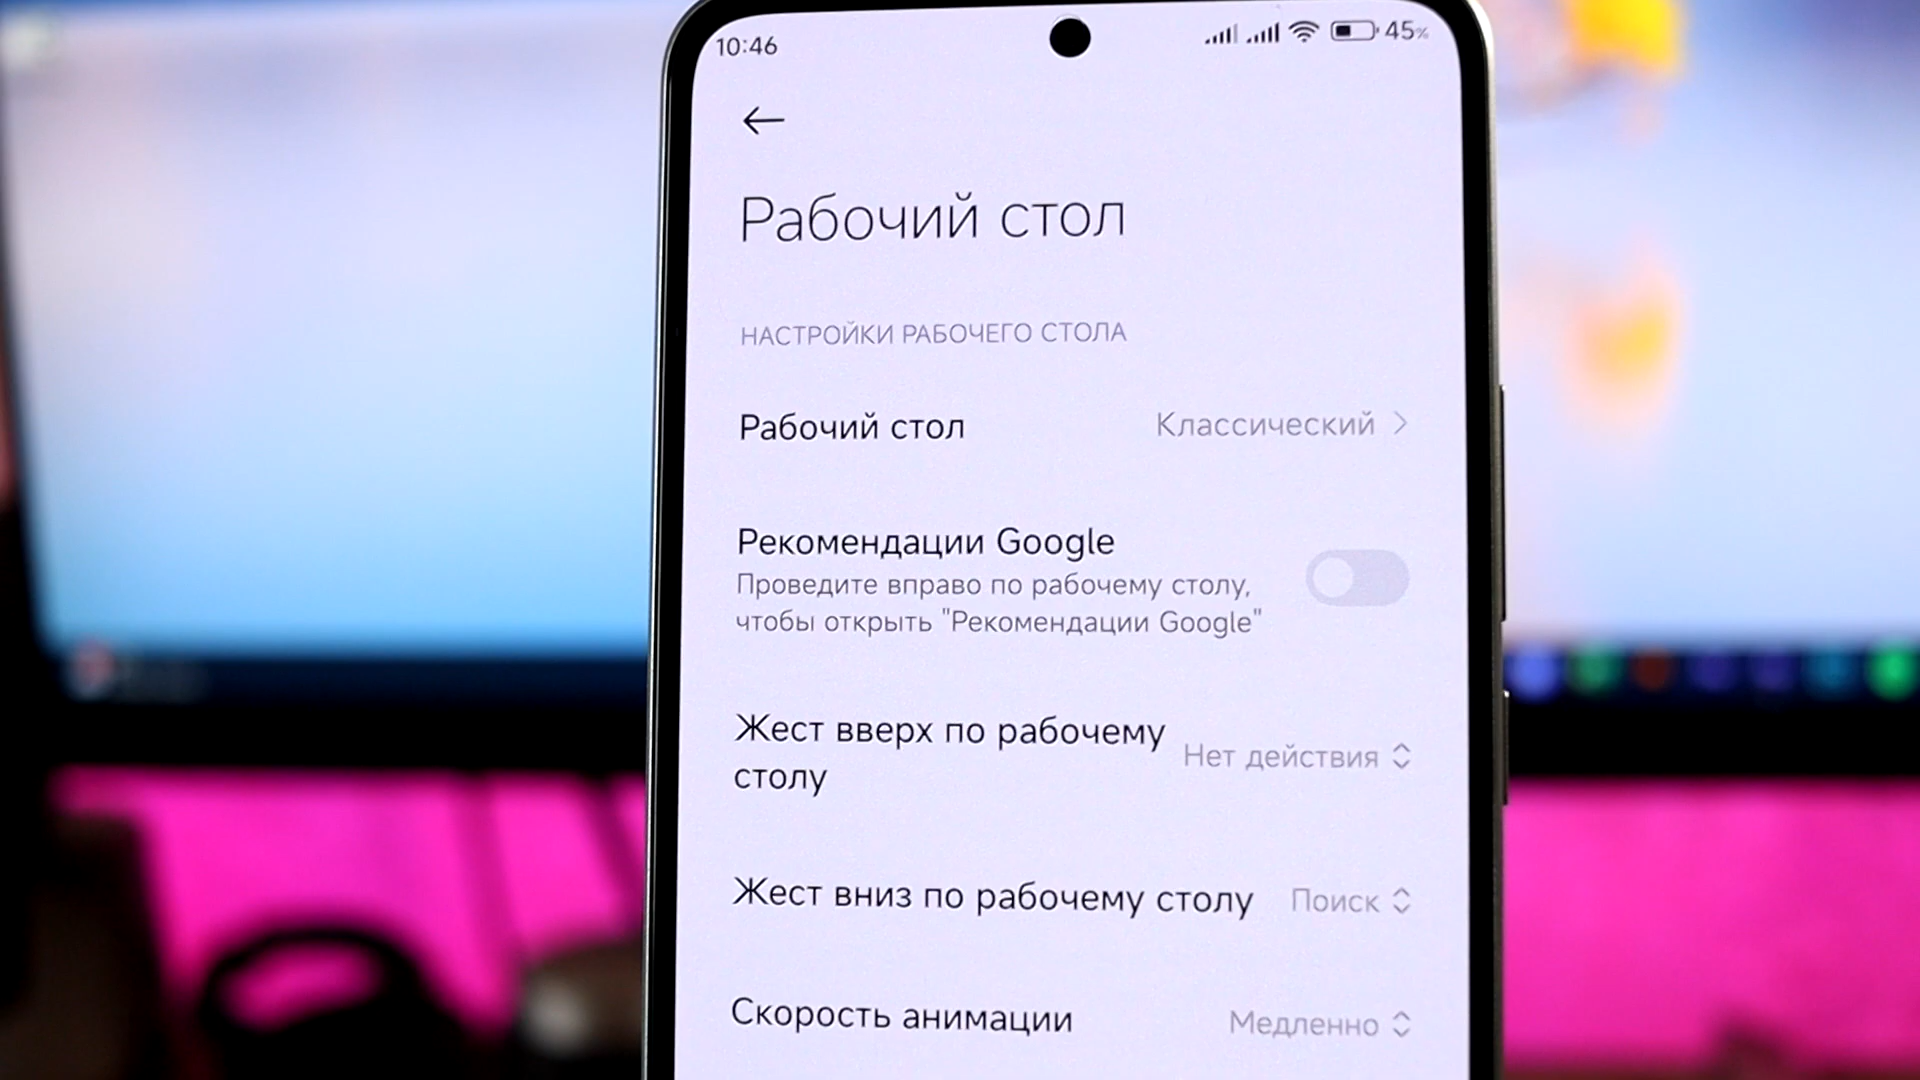 10:46
45%
Рабочий стол
НАСТРОЙКИ РАБОЧЕГО СТОЛА
Рабочий стол
Классический
Рекомендации Google
Проведите вправо по рабочему столу,
чтобы открыть "Рекомендации Google"
Жест вверх по рабочему
столу
Нет действия
Жест вниз по рабочему столу
Поиск
Скорость анимации
Медленно